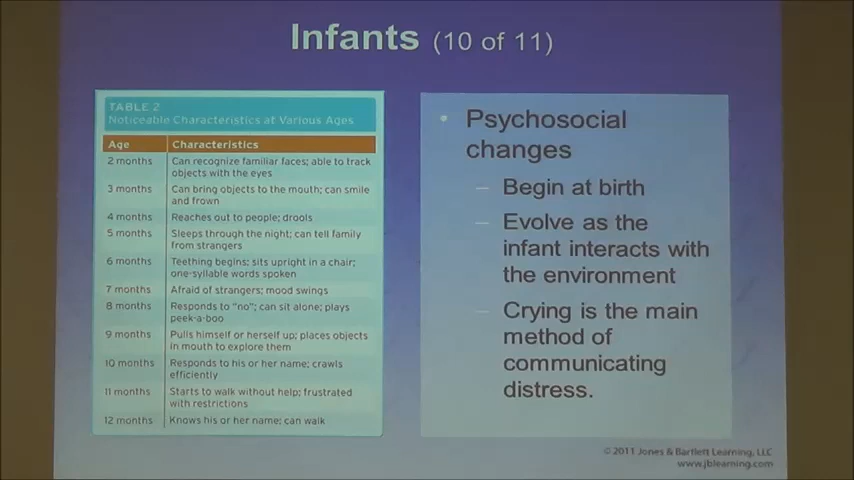 Infants (10 of 11)
TABLE 2
Noticeable Characteristics at Various Ages
Age Characteristics
2 months Can recognize familiar faces; able to track
objects with the eyes
3 months Can bring objects to the mouth; can smile
and frown
4 months Reaches out to people; drools
5 months Sleeps through the night; can tell family
from strangers
6 months Teething begins; sits upright in a chair;
one-syllable words spoken
7 months Afraid of strangers; mood swings
8 months Responds to "no"; can sit alone; plays
peek-a-boo
9 months Pulls himself or herself up; places objects
in mouth to explore them
10 months Responds to his or her name; crawls
efficiently
11 months Starts to walk without help; frustrated
with restrictions
12 months Knows his or her name; can walk
• Psychosocial
changes
– Begin at birth
– Evolve as the
infant interacts with
the environment
– Crying is the main
method of
communicating
distress.
© 2011 Jones & Bartlett Learning, LLC
www.jblearning.com